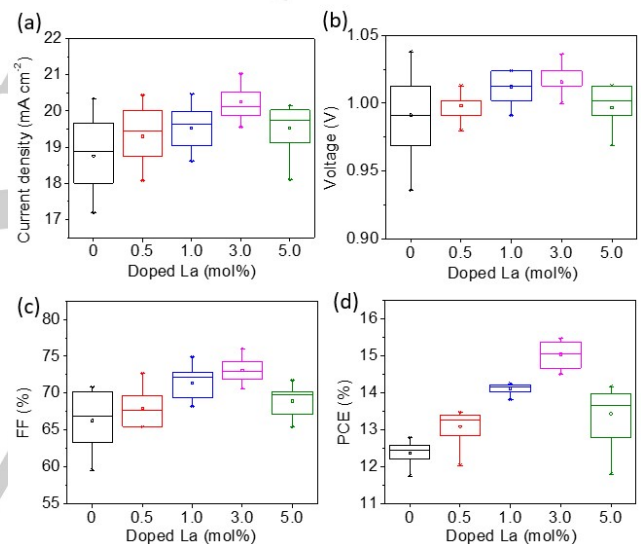 (a)
Current density (mA cm⁻²)
21
20
19
18
17
0 0.5 1.0 3.0 5.0
Doped La (mol%)
(b)
Voltage (V)
1.05
1.00
0.95
0.90
0 0.5 1.0 3.0 5.0
Doped La (mol%)
(c)
FF (%)
80
75
70
65
60
55
0 0.5 1.0 3.0 5.0
Doped La (mol%)
(d)
PCE (%)
16
15
14
13
12
11
0 0.5 1.0 3.0 5.0
Doped La (mol%)